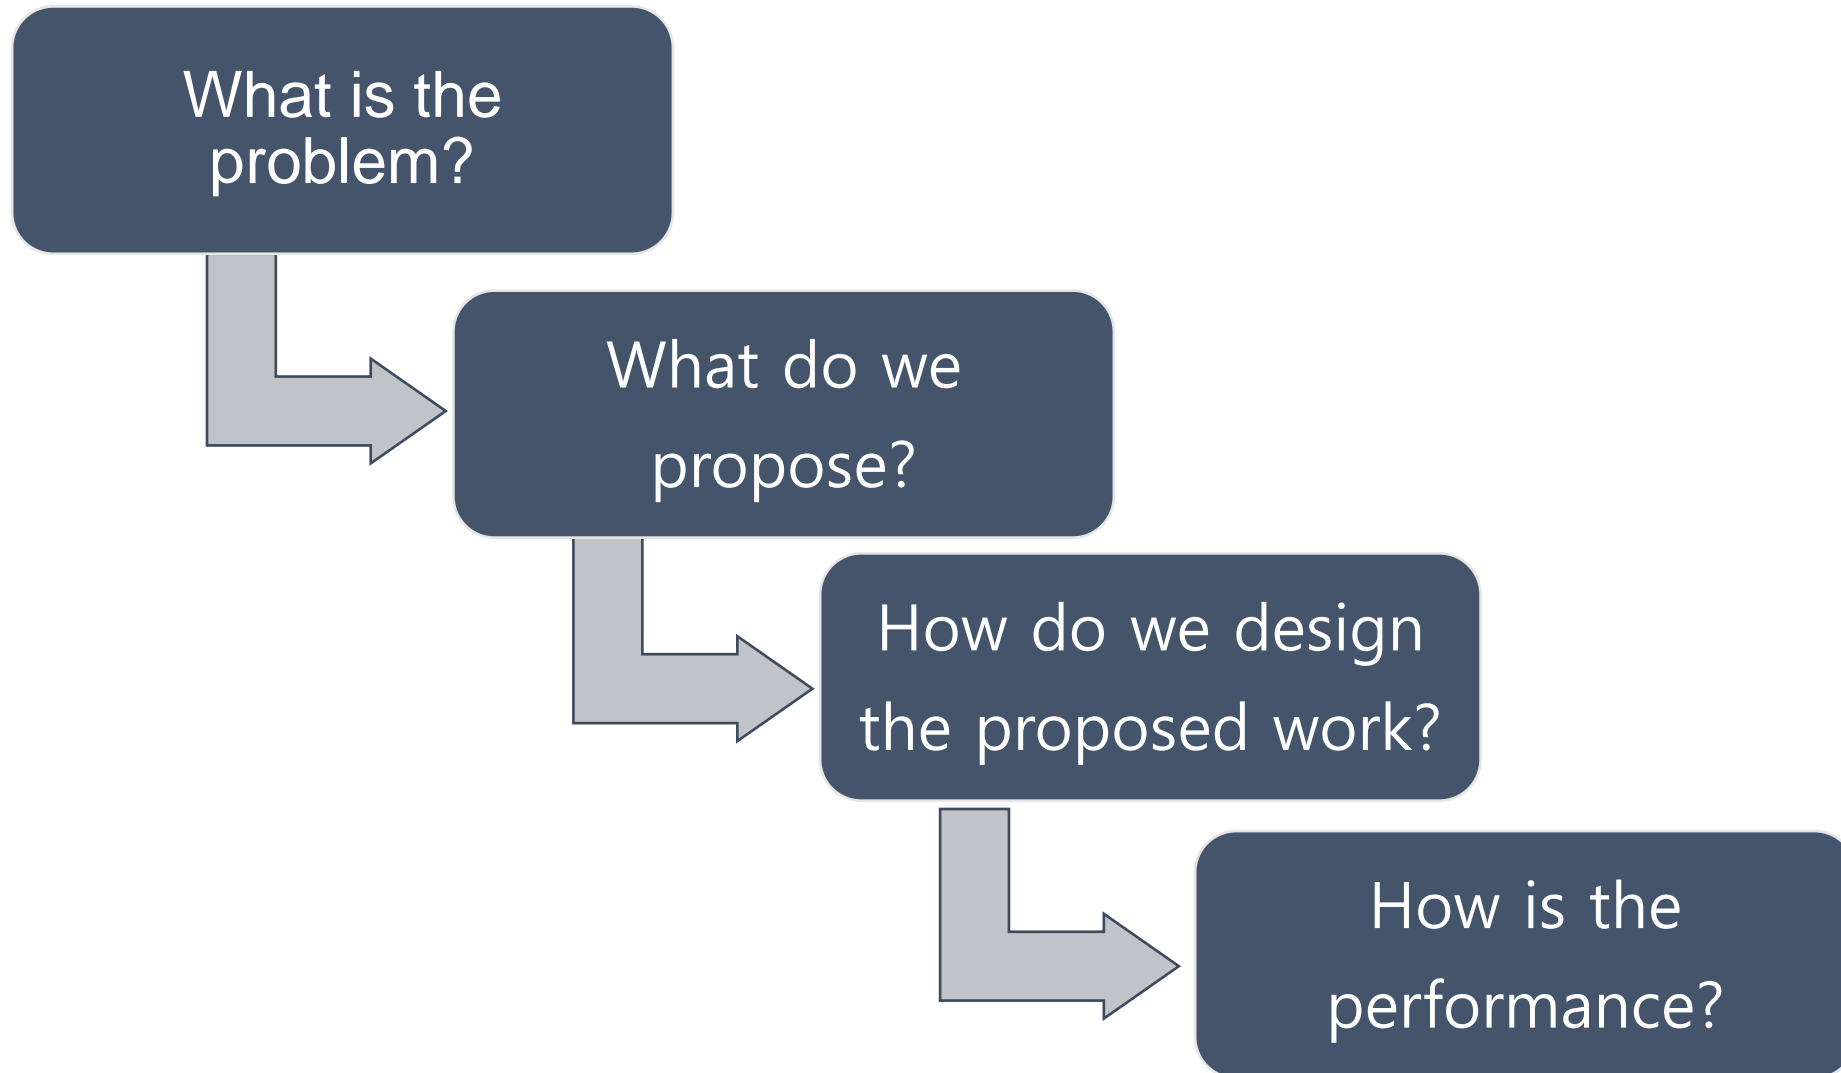 What is the
problem?
What do we
propose?
How do we design
the proposed work?
How is the
performance?